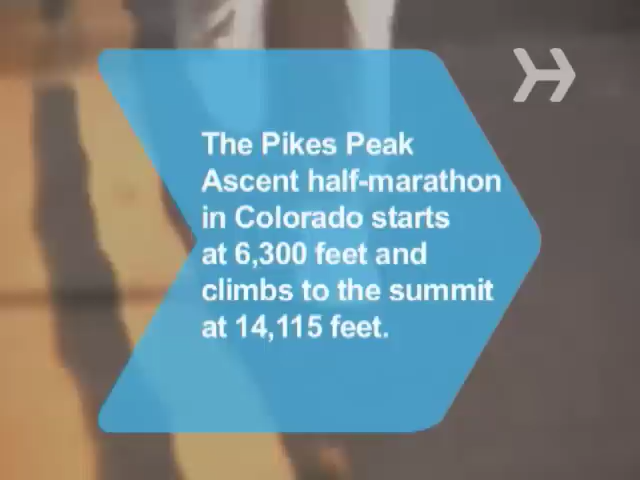 The Pikes Peak
Ascent half-marathon
in Colorado starts
at 6,300 feet and
climbs to the summit
at 14,115 feet.